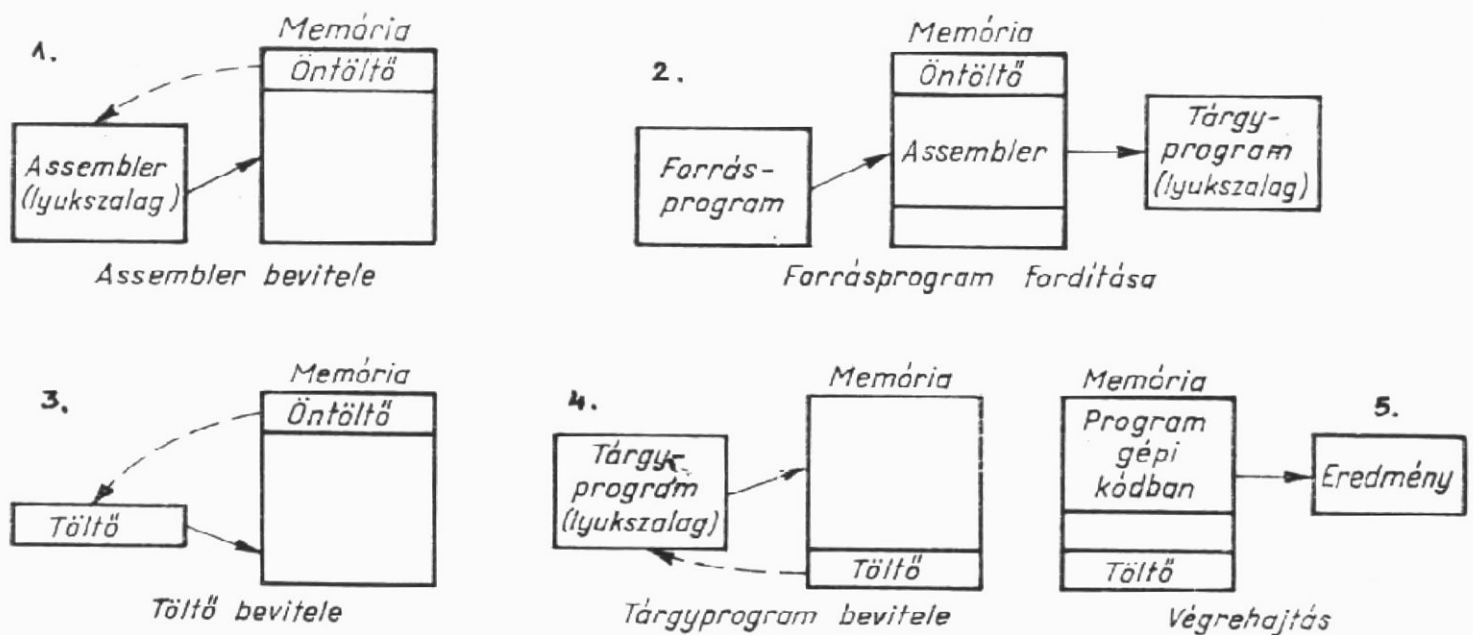 1.
Memória
Öntöltő
Assembler
(lyukszalag)
Assembler bevitele
2.
Memória
Öntöltő
Forrás-
program
Assembler
Tárgy-
program
(lyukszalag)
Forrásprogram fordítása
3.
Memória
Öntöltő
Töltő
Töltő bevitele
4.
Memória
Tárgy-
program
(lyukszalag)
Töltő
Tárgyprogram bevitele
Memória
Program
gépi
kódban
Töltő
5.
Eredmény
Végrehajtás